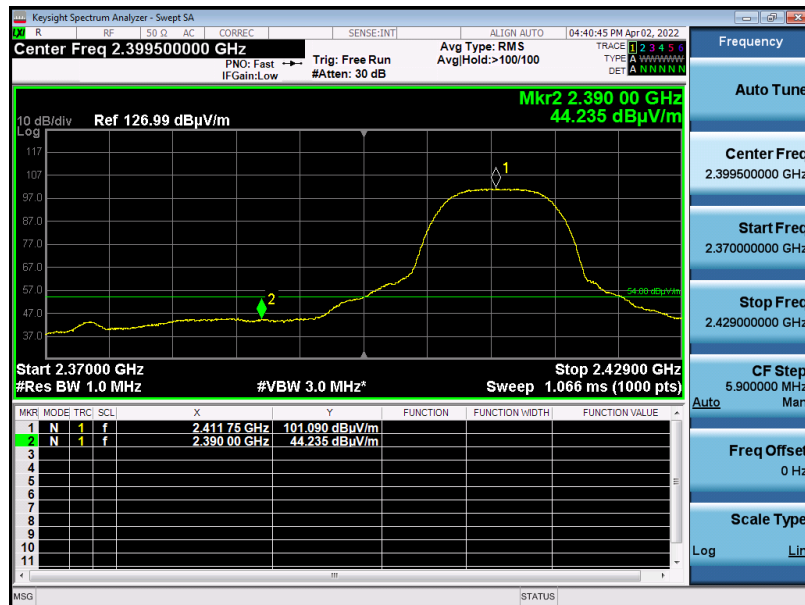 Keysight Spectrum Analyzer - Swept SA
R RF 50 Ω AC CORREC SENSE:INT ALIGN AUTO 04:40:45 PM Apr 02, 2022
Center Freq 2.399500000 GHz
PNO: Fast
IFGain:Low
Trig: Free Run
#Atten: 30 dB
Avg Type: RMS
Avg|Hold:>100/100
TRACE 1 2 3 4 5 6
TYPE A WWWWW
DET A N N N N N
Frequency
Mkr2 2.390 00 GHz
44.235 dBµV/m
10 dB/div Ref 126.99 dBµV/m
Log
117
107
97.0
87.0
77.0
67.0
57.0
47.0
37.0
1
2
54.00 dBµV/m
Start 2.37000 GHz Stop 2.42900 GHz
#Res BW 1.0 MHz #VBW 3.0 MHz* Sweep 1.066 ms (1000 pts)
MKR MODE TRC SCL X Y FUNCTION FUNCTION WIDTH FUNCTION VALUE
1 N 1 f 2.411 75 GHz 101.090 dBµV/m
2 N 1 f 2.390 00 GHz 44.235 dBµV/m
3
4
5
6
7
8
9
10
11
MSG STATUS
Auto Tune
Center Freq
2.399500000 GHz
Start Freq
2.370000000 GHz
Stop Freq
2.429000000 GHz
CF Step
5.900000 MHz
Auto Man
Freq Offset
0 Hz
Scale Type
Log Lin